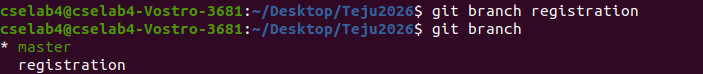 cselab4@cselab4-Vostro-3681:~/Desktop/Teju2026$ git branch registration
cselab4@cselab4-Vostro-3681:~/Desktop/Teju2026$ git branch
* master
  registration